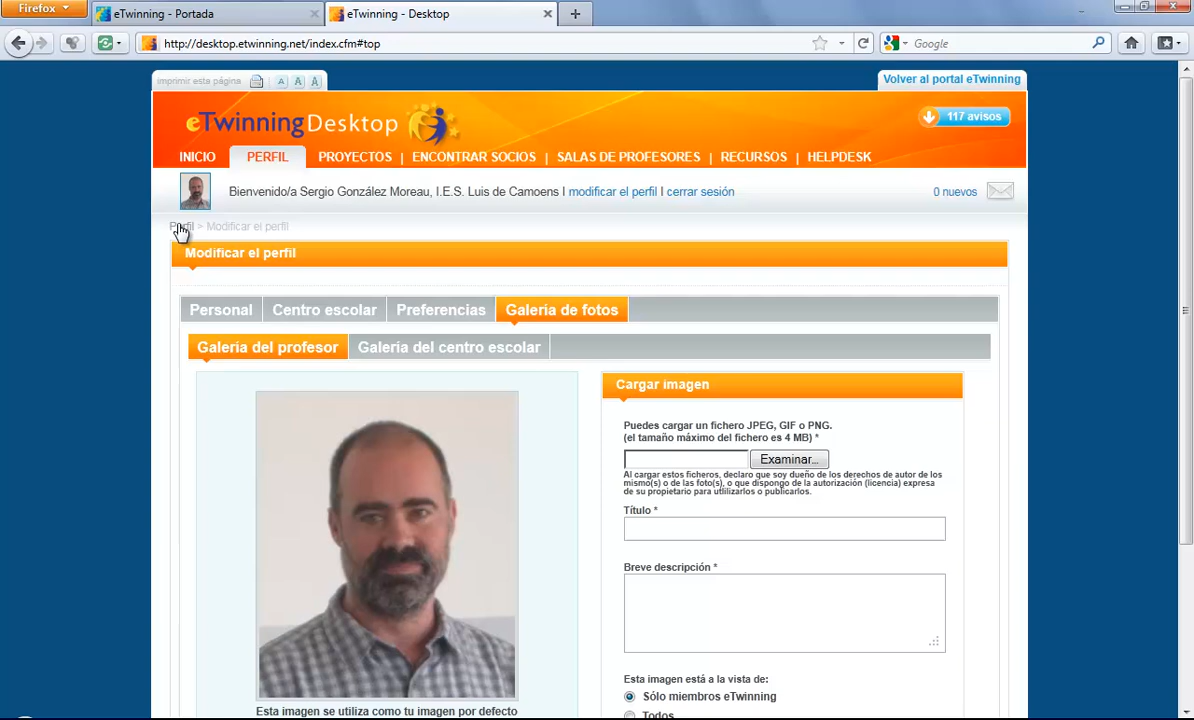 Firefox
eTwinning - Portada
eTwinning - Desktop
http://desktop.etwinning.net/index.cfm#top
Google
imprimir esta página A A A
Volver al portal eTwinning
eTwinning Desktop
117 avisos
INICIO PERFIL PROYECTOS | ENCONTRAR SOCIOS | SALAS DE PROFESORES | RECURSOS | HELPDESK
Bienvenido/a Sergio González Moreau, I.E.S. Luis de Camoens I modificar el perfil I cerrar sesión
0 nuevos
Perfil > Modificar el perfil
Modificar el perfil
Personal Centro escolar Preferencias Galería de fotos
Galería del profesor Galería del centro escolar
Cargar imagen
Puedes cargar un fichero JPEG, GIF o PNG.
(el tamaño máximo del fichero es 4 MB) *
Examinar...
Al cargar estos ficheros, declaro que soy dueño de los derechos de autor de los
mismo(s) o de las foto(s), o que dispongo de la autorización (licencia) expresa
de su propietario para utilizarlos o publicarlos.
Título *
Breve descripción *
Esta imagen está a la vista de:
Sólo miembros eTwinning
Todos
Esta imagen se utiliza como tu imagen por defecto